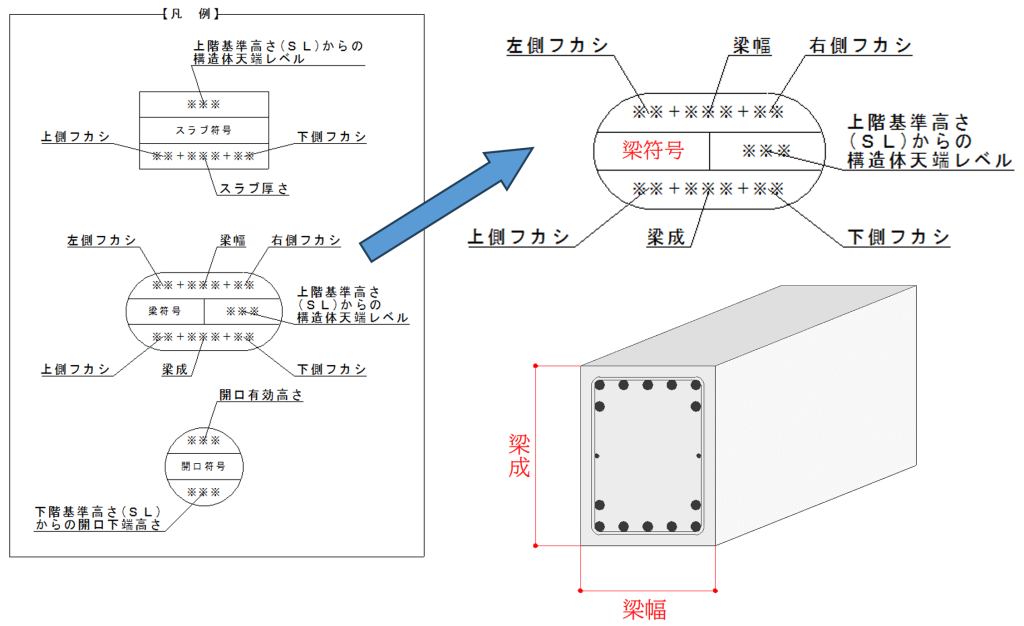 【凡　例】
上階基準高さ(ＳＬ)からの
構造体天端レベル
※※※
スラブ符号
上側フカシ
下側フカシ
※※＋※※※＋※※
スラブ厚さ
左側フカシ
梁幅
右側フカシ
※※＋※※※＋※※
梁符号
※※※
上階基準高さ
(ＳＬ)からの
構造体天端レベル
※※＋※※※＋※※
上側フカシ
梁成
下側フカシ
開口有効高さ
※※※
開口符号
※※※
下階基準高さ(ＳＬ)
からの開口下端高さ
左側フカシ
梁幅
右側フカシ
※※＋※※※＋※※
梁符号
※※※
上階基準高さ
(ＳＬ)からの
構造体天端レベル
※※＋※※※＋※※
上側フカシ
梁成
下側フカシ
梁成
梁幅